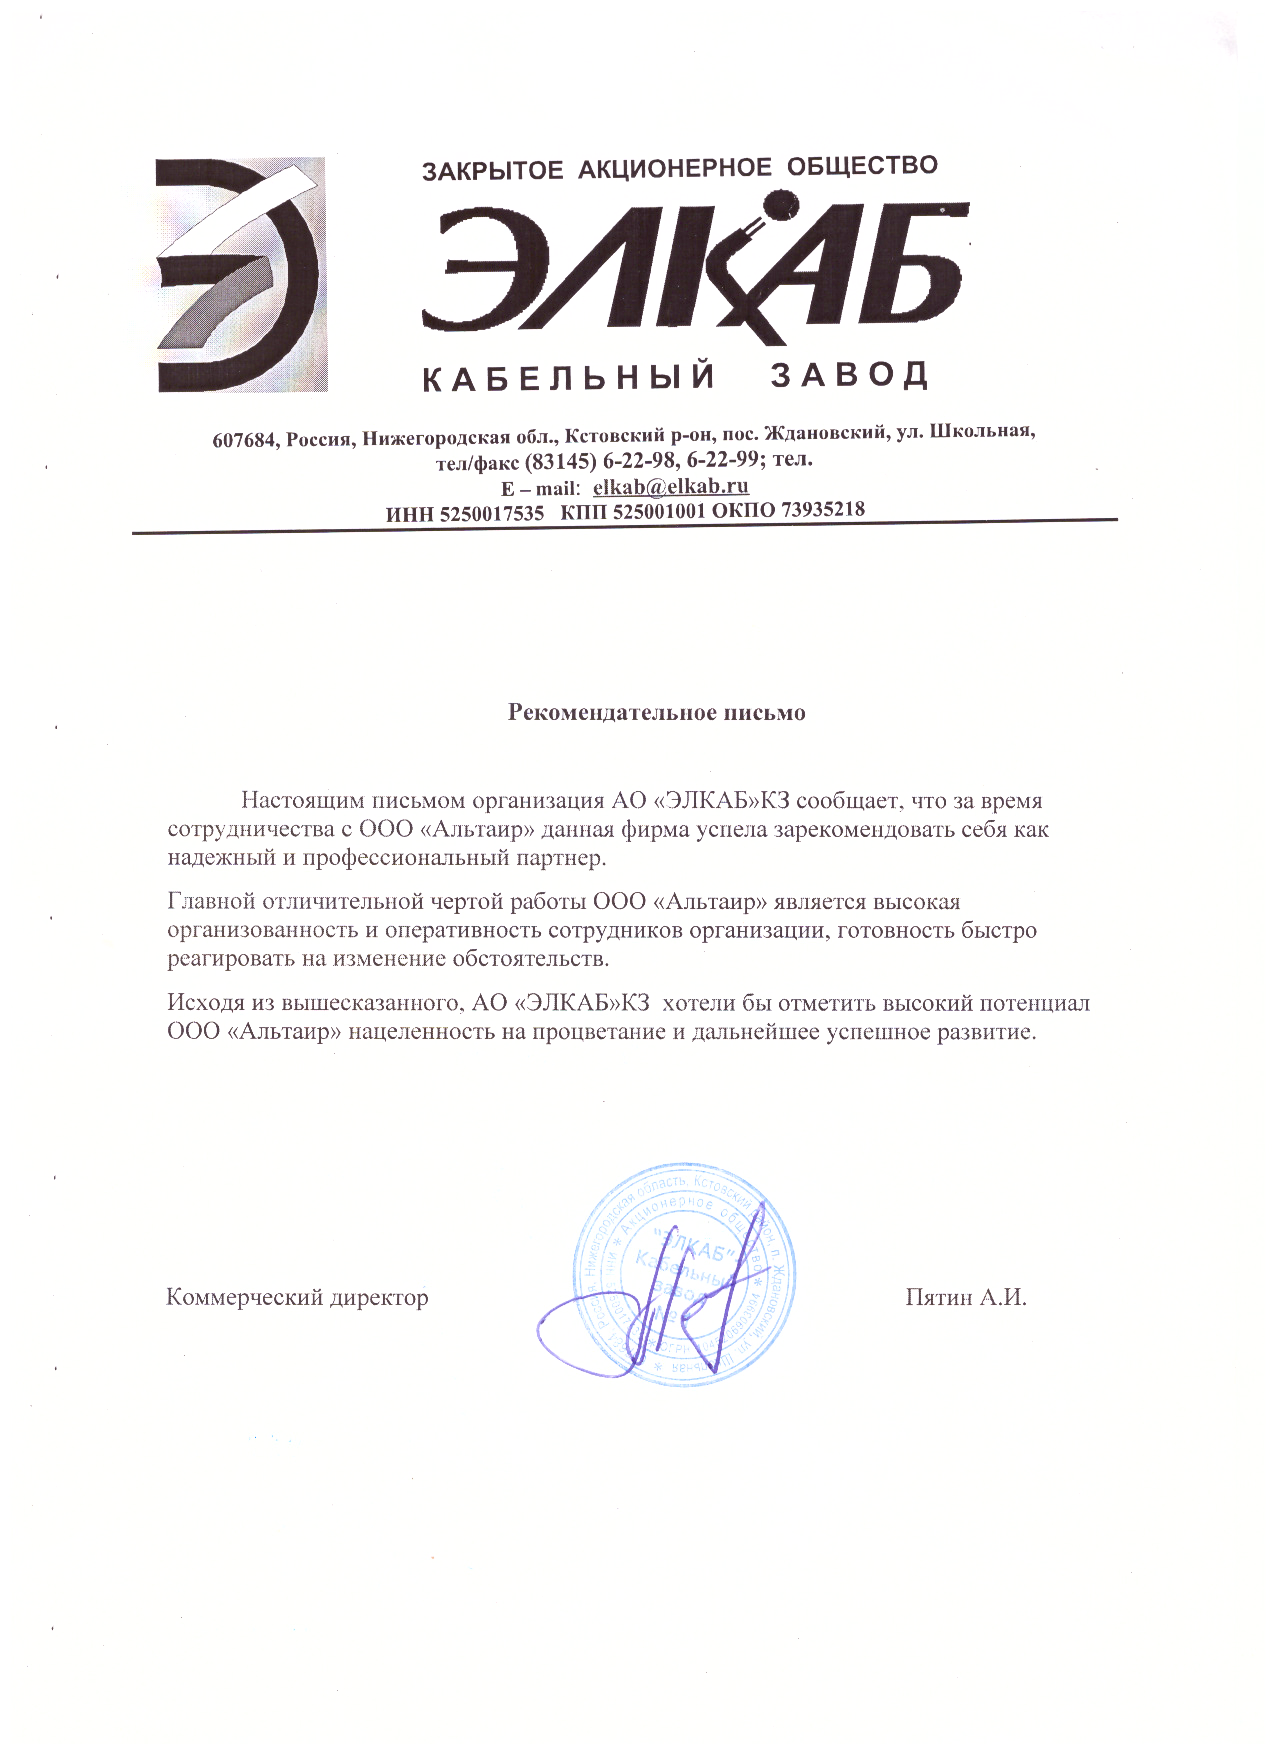 ЗАКРЫТОЕ АКЦИОНЕРНОЕ ОБЩЕСТВО
ЭЛКАБ
КАБЕЛЬНЫЙ ЗАВОД
607684, Россия, Нижегородская обл., Кстовский р-он, пос. Ждановский, ул. Школьная,
тел/факс (83145) 6-22-98, 6-22-99; тел.
E – mail: elkab@elkab.ru
ИНН 5250017535 КПП 525001001 ОКПО 73935218
Рекомендательное письмо
Настоящим письмом организация АО «ЭЛКАБ»КЗ сообщает, что за время
сотрудничества с ООО «Альтаир» данная фирма успела зарекомендовать себя как
надежный и профессиональный партнер.
Главной отличительной чертой работы ООО «Альтаир» является высокая
организованность и оперативность сотрудников организации, готовность быстро
реагировать на изменение обстоятельств.
Исходя из вышесказанного, АО «ЭЛКАБ»КЗ хотели бы отметить высокий потенциал
ООО «Альтаир» нацеленность на процветание и дальнейшее успешное развитие.
Нижегородская область, Кстовский район, п. Ждановский, ул.
Акционерное общество
"ЭЛКАБ"
Кабельный
завод
Коммерческий директор
Пятин А.И.